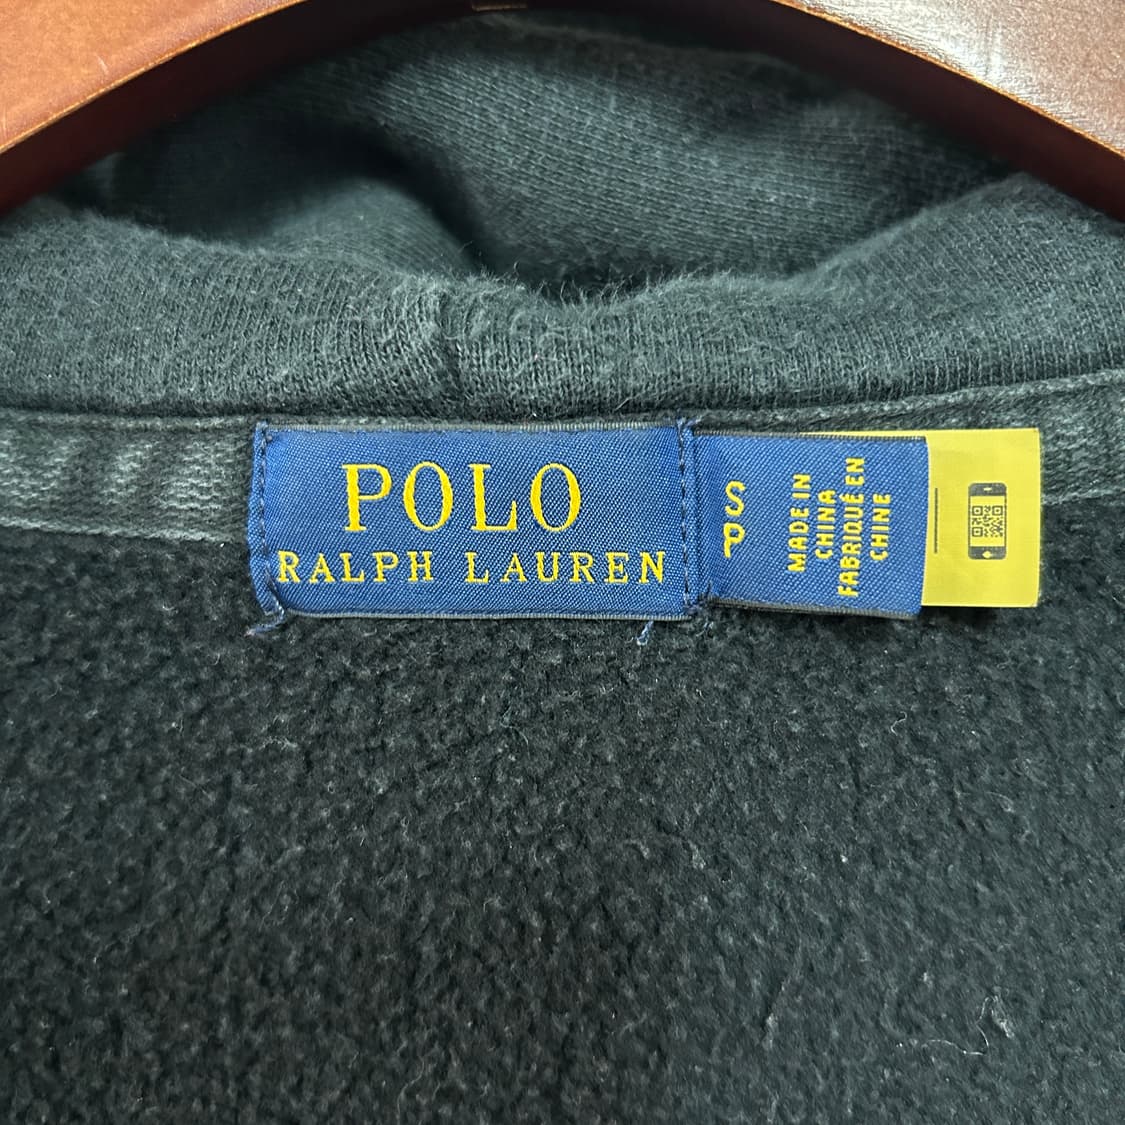 POLO
RALPH LAUREN
S
P
MADE IN
CHINA
FABRIQUÉ EN
CHINE